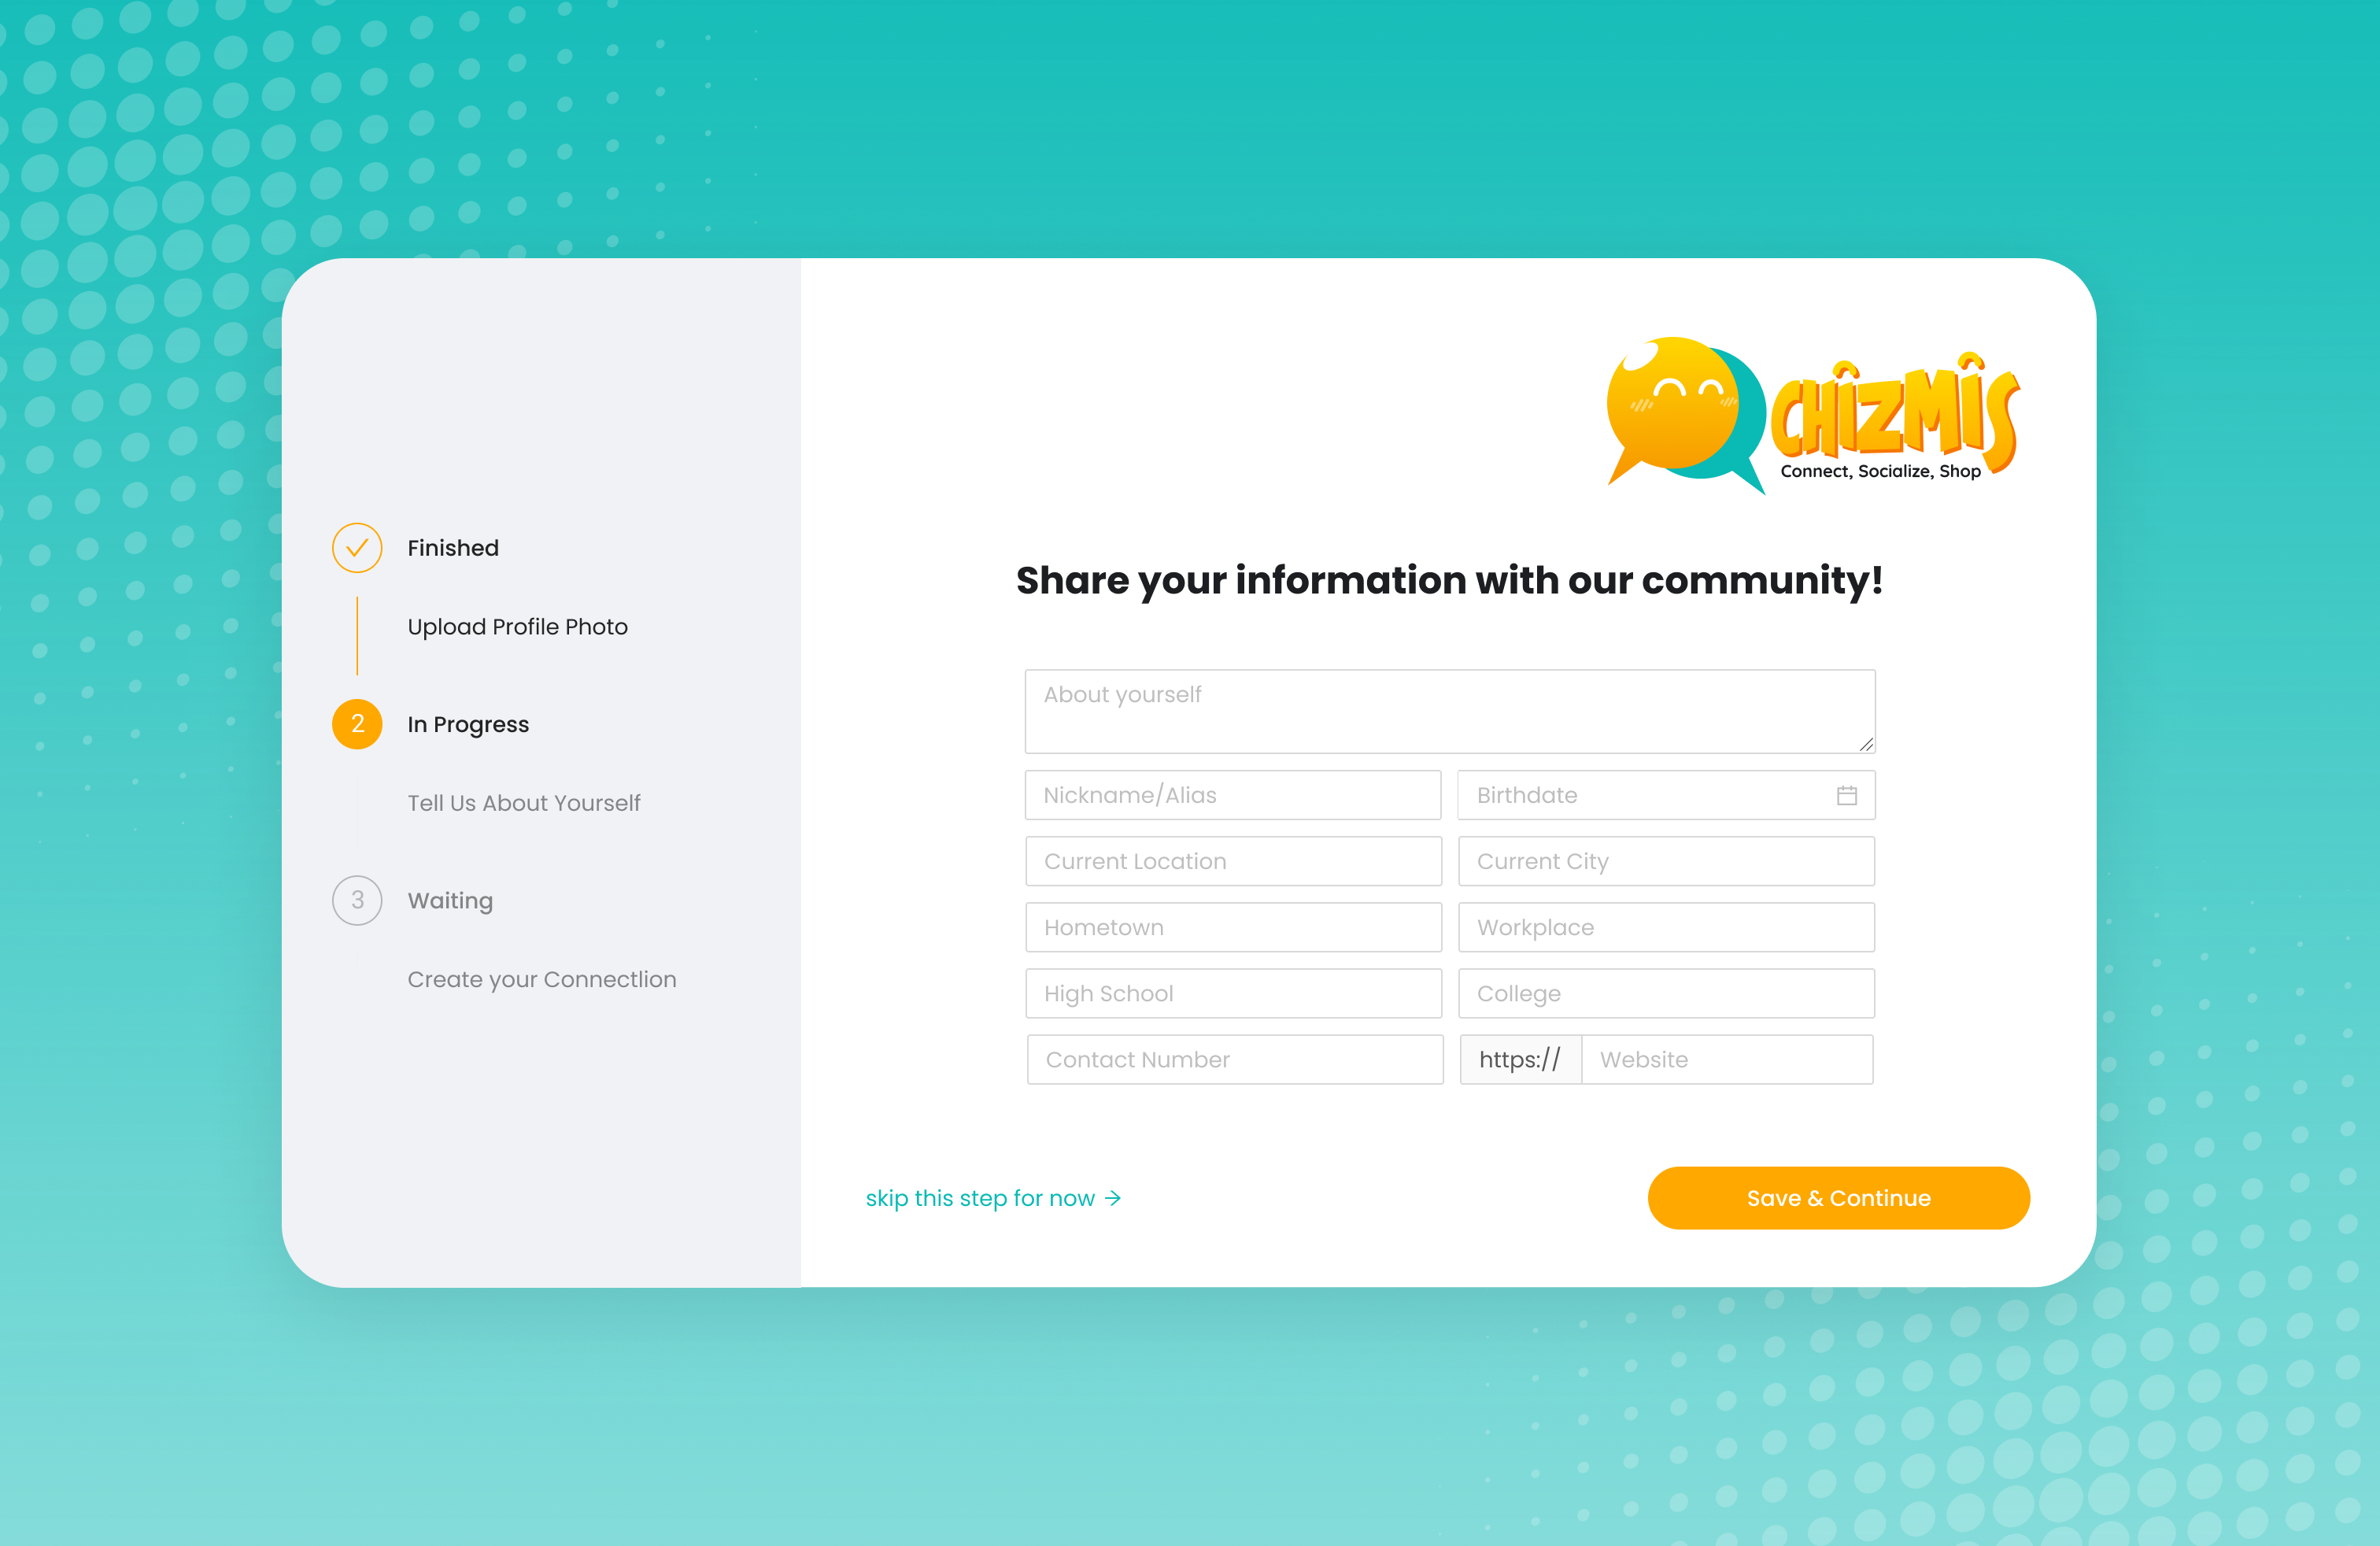 Finished
Upload Profile Photo
2
In Progress
Tell Us About Yourself
3
Waiting
Create your Connectlion
CHÎZMÎS
Connect, Socialize, Shop
Share your information with our community!
About yourself
Nickname/Alias
Birthdate
Current Location
Current City
Hometown
Workplace
High School
College
Contact Number
https://
Website
skip this step for now →
Save & Continue